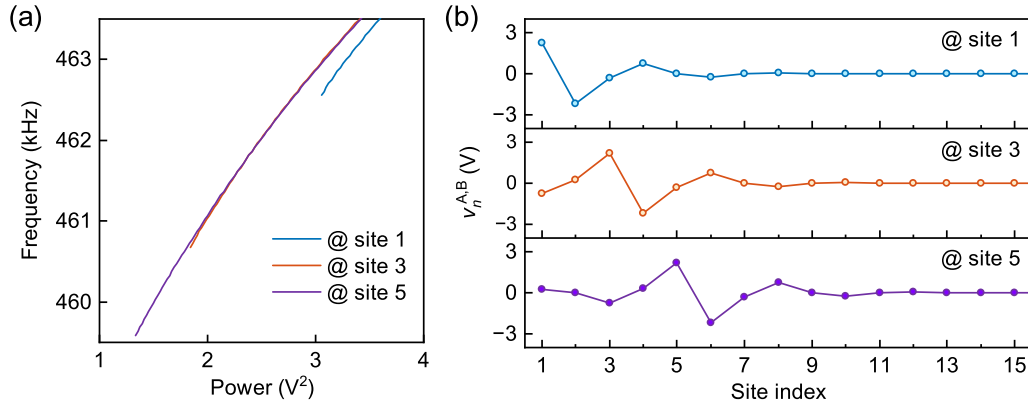 (a)
463
462
461
460
Frequency (kHz)
1 2 3 4
Power (V²)
@ site 1
@ site 3
@ site 5
(b)
3
0
−3
@ site 1
3
0
−3
@ site 3
3
0
−3
@ site 5
vₙᴬ,ᴮ (V)
1 3 5 7 9 11 13 15
Site index